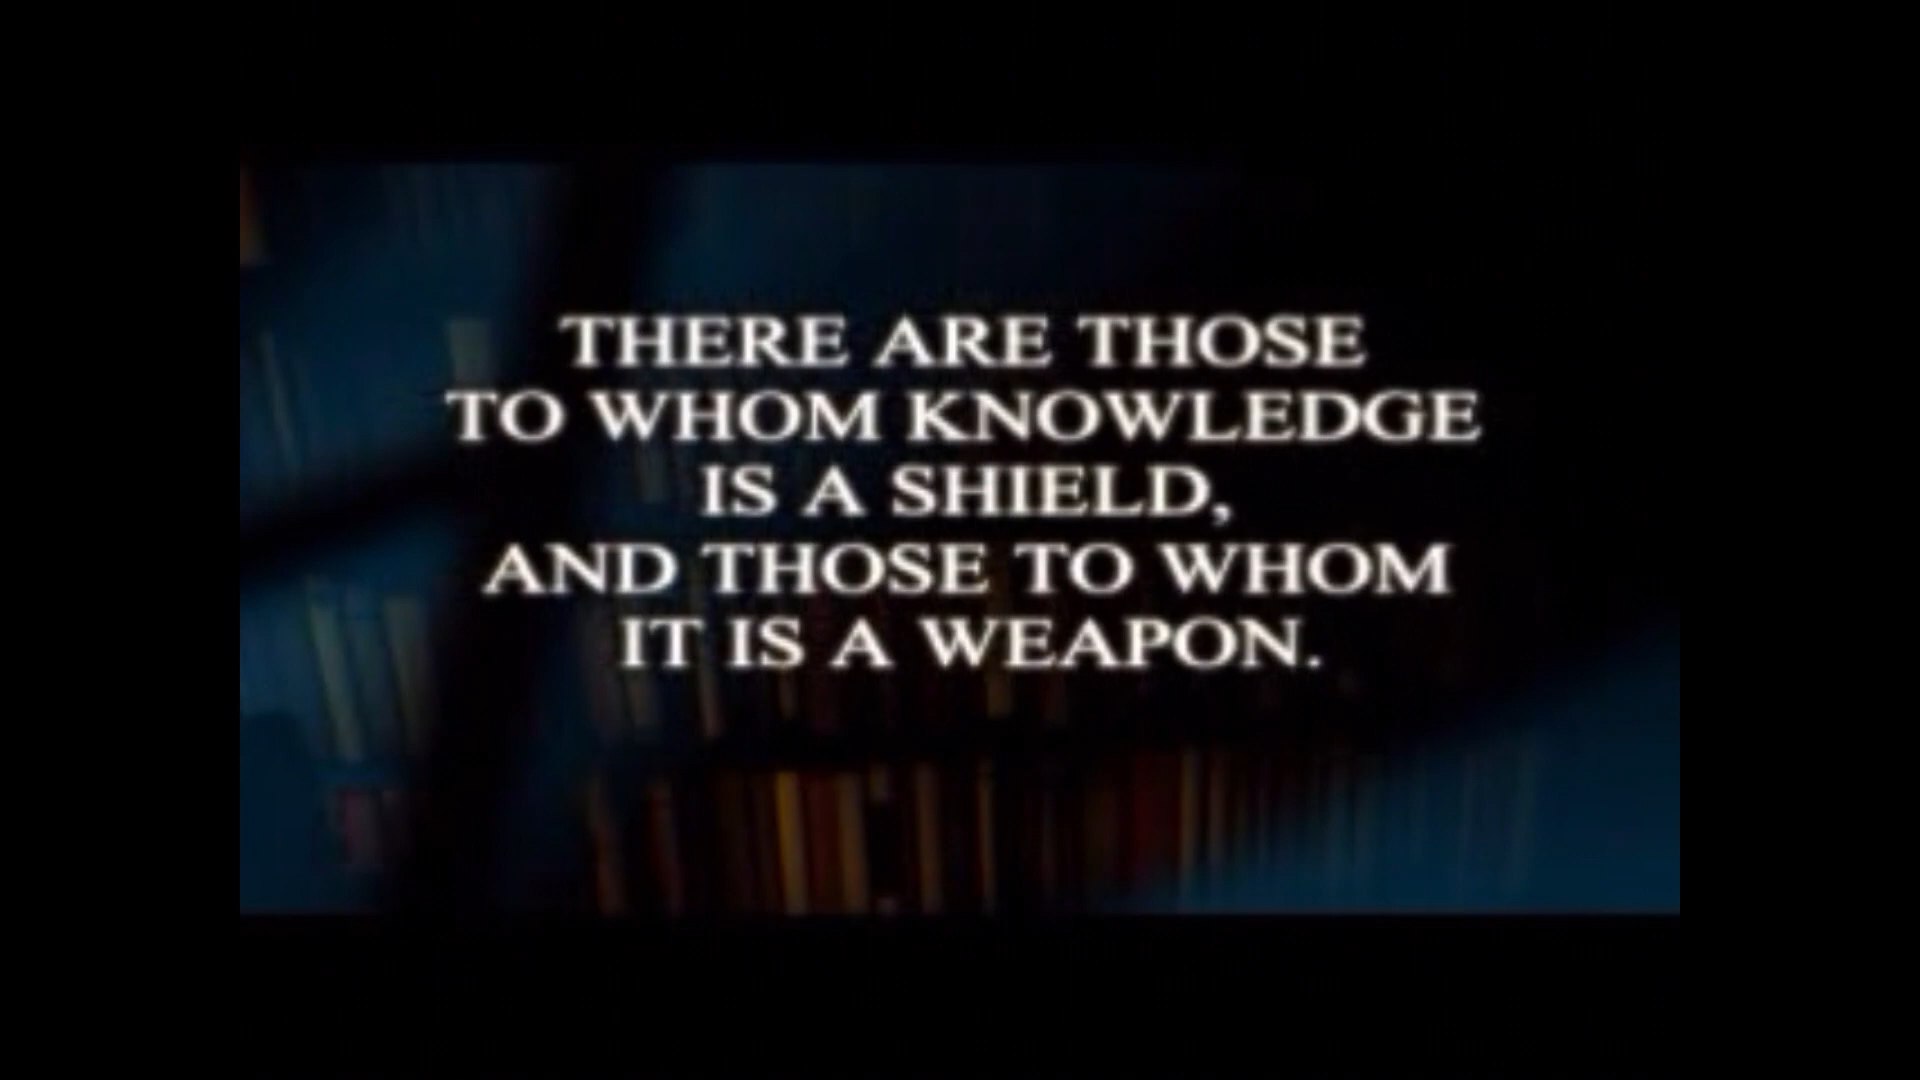 THERE ARE THOSE
TO WHOM KNOWLEDGE
IS A SHIELD,
AND THOSE TO WHOM
IT IS A WEAPON.